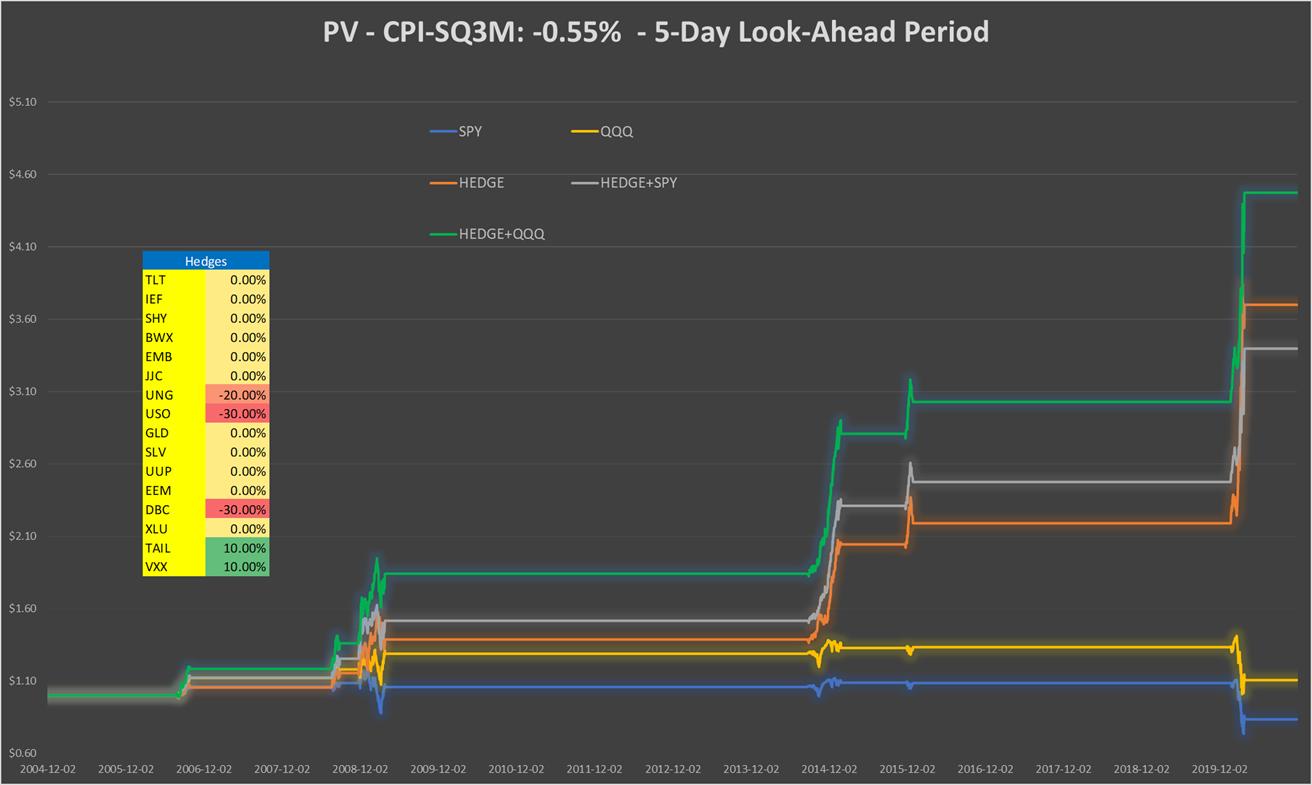 PV - CPI-SQ3M: -0.55%  - 5-Day Look-Ahead Period
$5.10
SPY QQQ
$4.60
HEDGE HEDGE+SPY
HEDGE+QQQ
$4.10
Hedges
TLT 0.00%
IEF 0.00%
SHY 0.00%
$3.60
BWX 0.00%
EMB 0.00%
JJC 0.00%
$3.10
UNG -20.00%
USO -30.00%
GLD 0.00%
SLV 0.00%
$2.60
UUP 0.00%
EEM 0.00%
DBC -30.00%
XLU 0.00%
$2.10
TAIL 10.00%
VXX 10.00%
$1.60
$1.10
$0.60
2004-12-02 2005-12-02 2006-12-02 2007-12-02 2008-12-02 2009-12-02 2010-12-02 2011-12-02 2012-12-02 2013-12-02 2014-12-02 2015-12-02 2016-12-02 2017-12-02 2018-12-02 2019-12-02